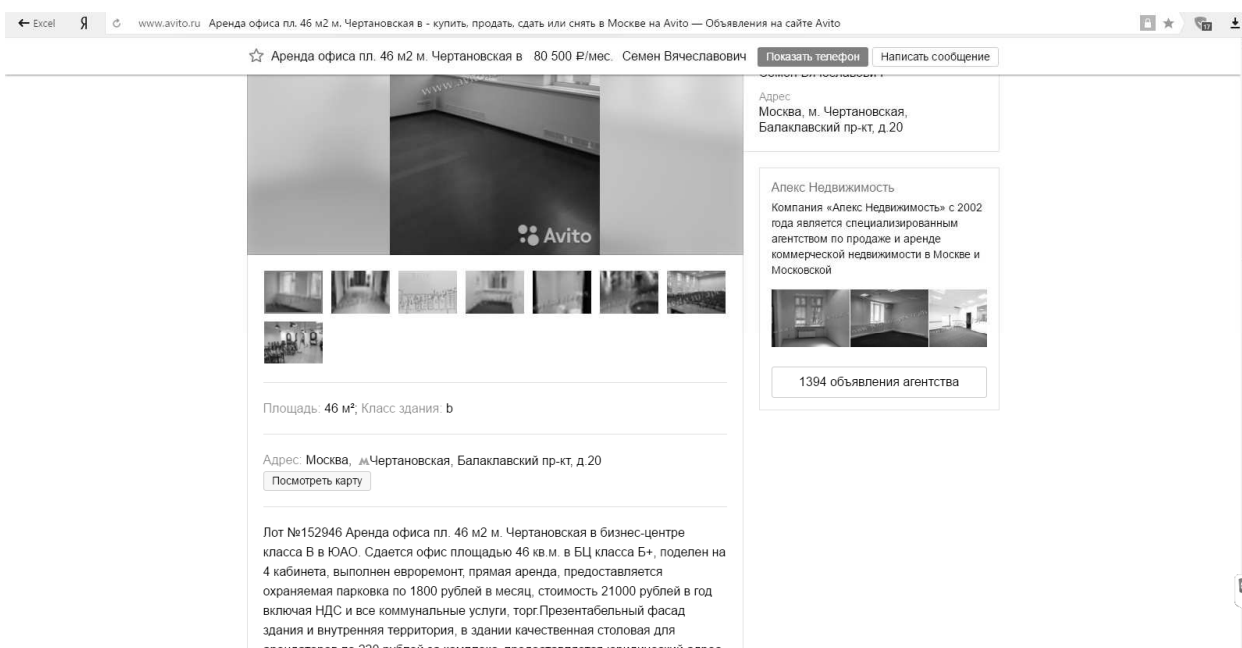 Excel
Я
www.avito.ru Аренда офиса пл. 46 м2 м. Чертановская в - купить, продать, сдать или снять в Москве на Avito — Объявления на сайте Avito
17
Аренда офиса пл. 46 м2 м. Чертановская в 80 500 ₽/мес. Семен Вячеславович Показать телефон Написать сообщение
www.avito.ru
Avito
Площадь: 46 м²; Класс здания: b
Адрес: Москва, Чертановская, Балаклавский пр-кт, д.20
Посмотреть карту
Лот №152946 Аренда офиса пл. 46 м2 м. Чертановская в бизнес-центре
класса В в ЮАО. Сдается офис площадью 46 кв.м. в БЦ класса Б+, поделен на
4 кабинета, выполнен евроремонт, прямая аренда, предоставляется
охраняемая парковка по 1800 рублей в месяц, стоимость 21000 рублей в год
включая НДС и все коммунальные услуги, торг.Презентабельный фасад
здания и внутренняя территория, в здании качественная столовая для
Адрес
Москва, м. Чертановская,
Балаклавский пр-кт, д.20
Апекс Недвижимость
Компания «Апекс Недвижимость» с 2002
года является специализированным
агентством по продаже и аренде
коммерческой недвижимости в Москве и
Московской
1394 объявления агентства